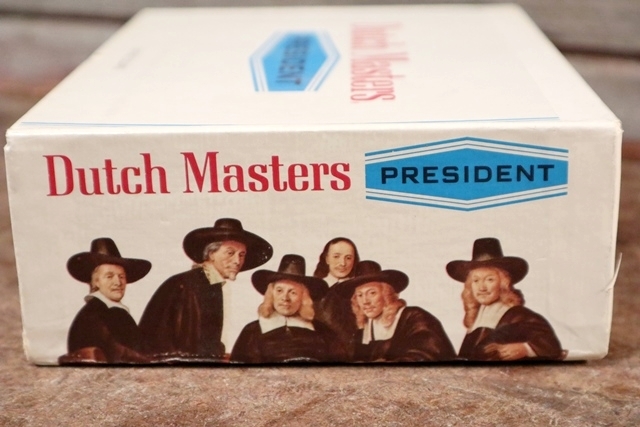 Dutch Masters PRESIDENT
PRESIDENT
Dutch Masters